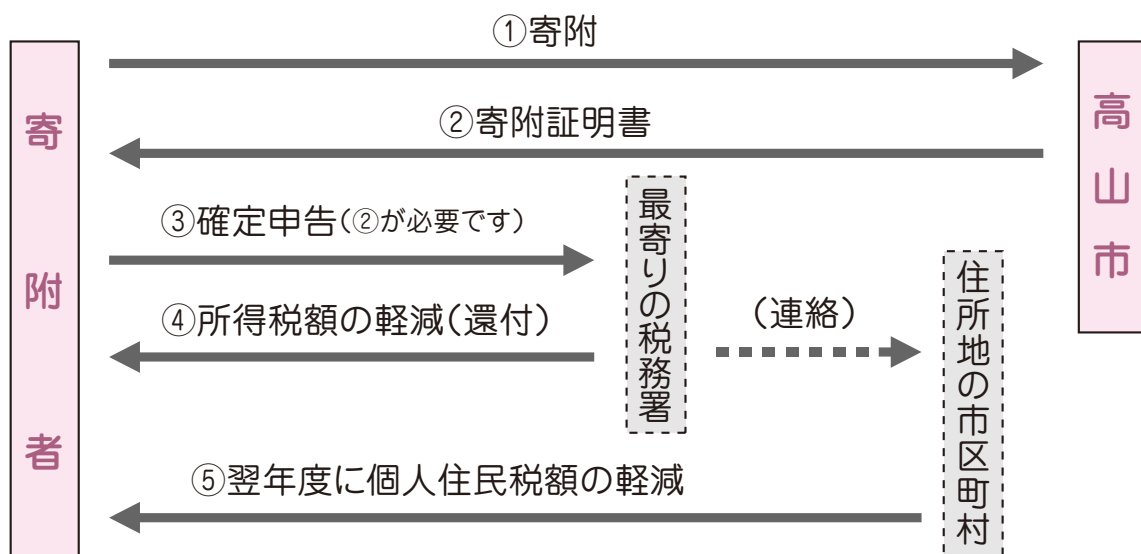 ①寄附
寄附者
高山市
②寄附証明書
③確定申告(②が必要です)
最寄りの税務署
④所得税額の軽減(還付)
(連絡)
住所地の市区町村
⑤翌年度に個人住民税額の軽減